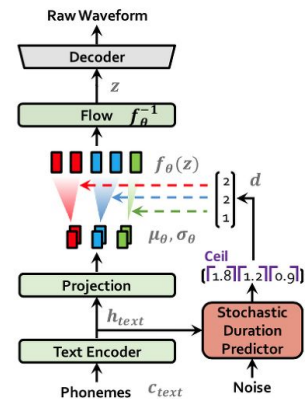 Raw Waveform
Decoder
z
Flow f_θ^{-1}
f_θ(z)
2
2
1
d
μ_θ, σ_θ
Ceil
(⌈1.8⌉ ⌈1.2⌉ ⌈0.9⌉)
Projection
h_text
Stochastic
Duration
Predictor
Text Encoder
Phonemes
c_text
Noise